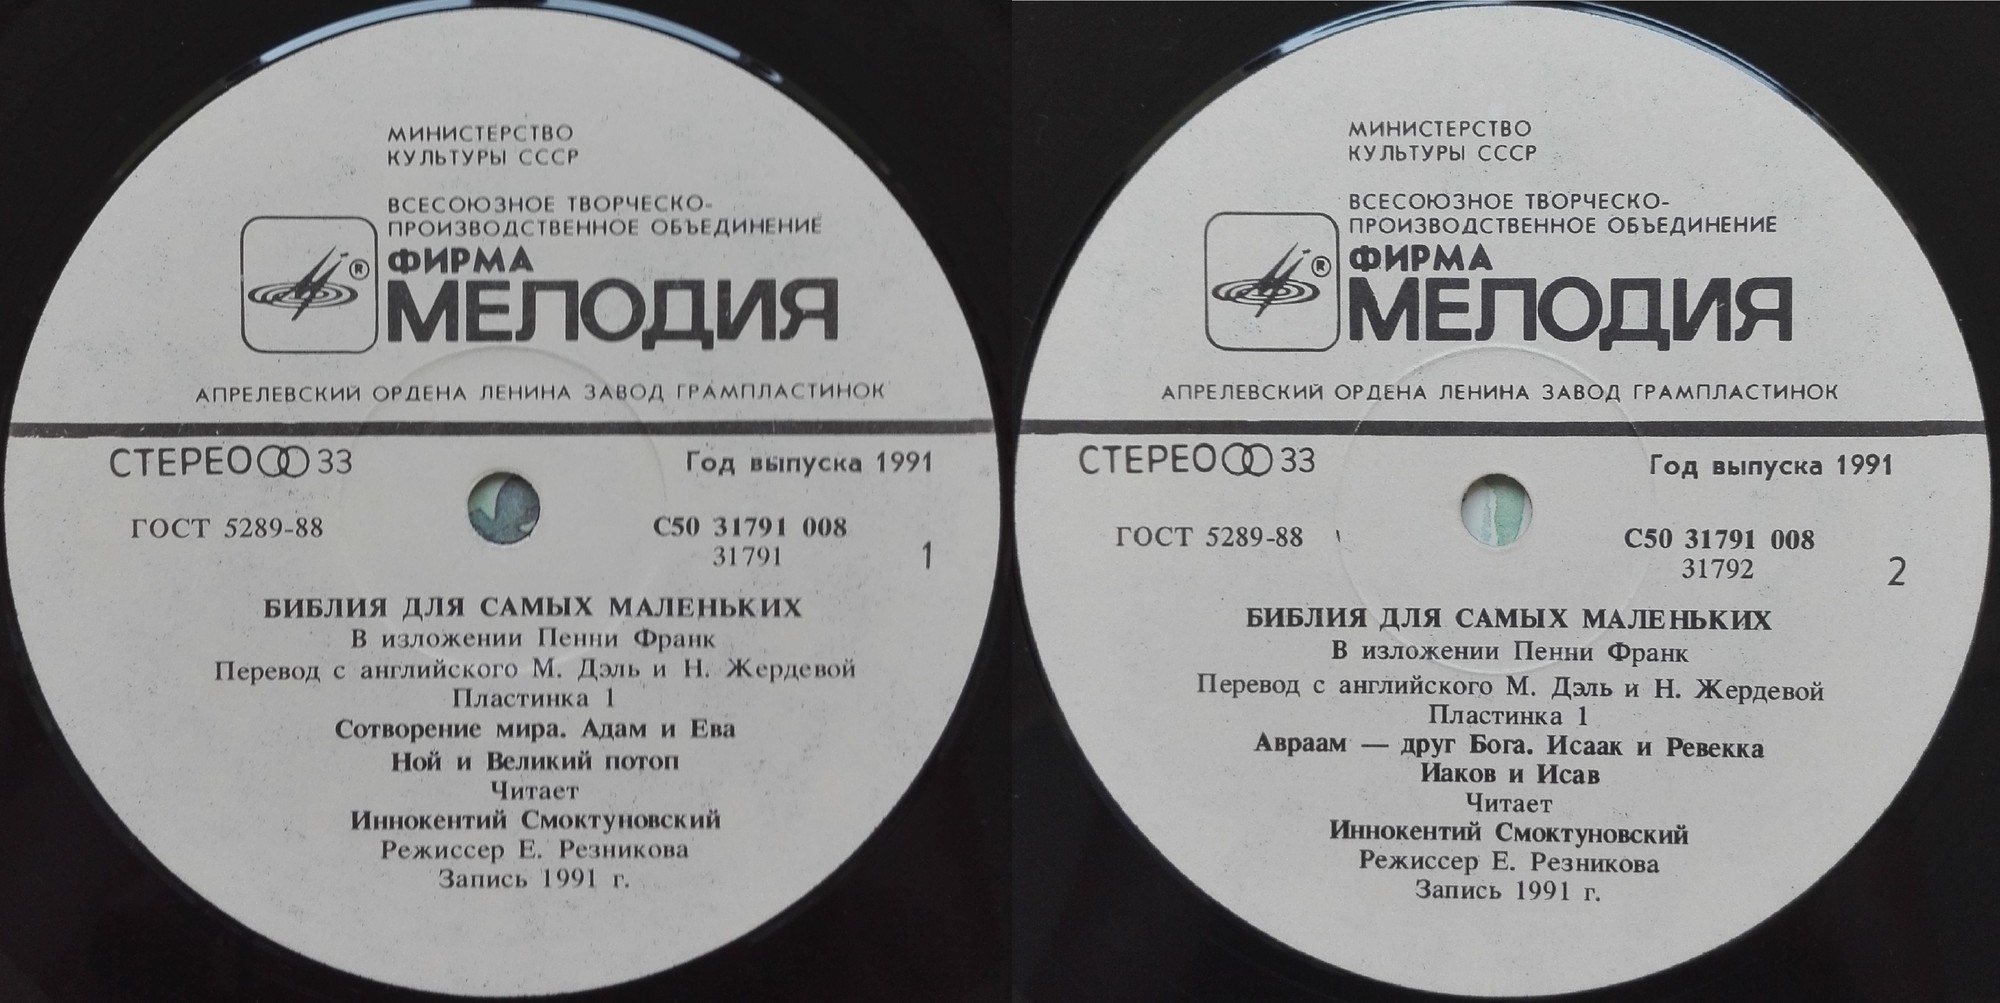 МИНИСТЕРСТВО
КУЛЬТУРЫ СССР
ВСЕСОЮЗНОЕ ТВОРЧЕСКО-
ПРОИЗВОДСТВЕННОЕ ОБЪЕДИНЕНИЕ
ФИРМА
®
МЕЛОДИЯ
АПРЕЛЕВСКИЙ ОРДЕНА ЛЕНИНА ЗАВОД ГРАМПЛАСТИНОК
СТЕРЕО 33
Год выпуска 1991
ГОСТ 5289-88
С50 31791 008
31791
1
БИБЛИЯ ДЛЯ САМЫХ МАЛЕНЬКИХ
В изложении Пенни Франк
Перевод с английского М. Дэль и Н. Жердевой
Пластинка 1
Сотворение мира. Адам и Ева
Ной и Великий потоп
Читает
Иннокентий Смоктуновский
Режиссер Е. Резникова
Запись 1991 г.
МИНИСТЕРСТВО
КУЛЬТУРЫ СССР
ВСЕСОЮЗНОЕ ТВОРЧЕСКО-
ПРОИЗВОДСТВЕННОЕ ОБЪЕДИНЕНИЕ
ФИРМА
®
МЕЛОДИЯ
АПРЕЛЕВСКИЙ ОРДЕНА ЛЕНИНА ЗАВОД ГРАМПЛАСТИНОК
СТЕРЕО 33
Год выпуска 1991
ГОСТ 5289-88
С50 31791 008
31792
2
БИБЛИЯ ДЛЯ САМЫХ МАЛЕНЬКИХ
В изложении Пенни Франк
Перевод с английского М. Дэль и Н. Жердевой
Пластинка 1
Авраам — друг Бога. Исаак и Ревекка
Иаков и Исав
Читает
Иннокентий Смоктуновский
Режиссер Е. Резникова
Запись 1991 г.